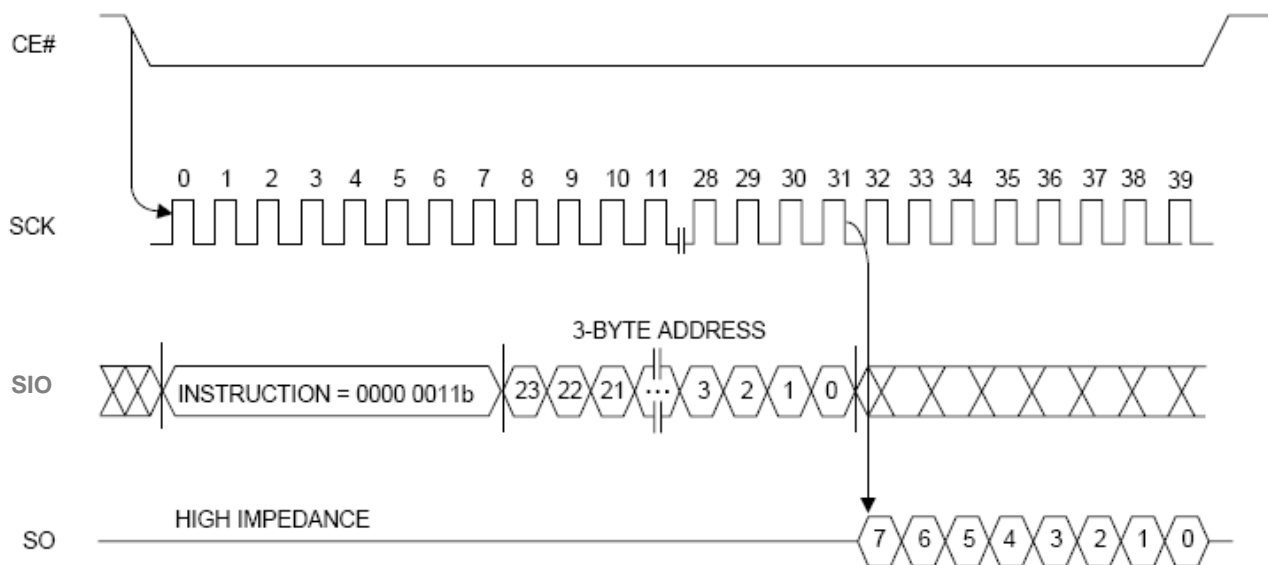 CE#
0 1 2 3 4 5 6 7 8 9 10 11 28 29 30 31 32 33 34 35 36 37 38 39
SCK
3-BYTE ADDRESS
SIO INSTRUCTION = 0000 0011b 23 22 21 ... 3 2 1 0
HIGH IMPEDANCE
SO 7 6 5 4 3 2 1 0